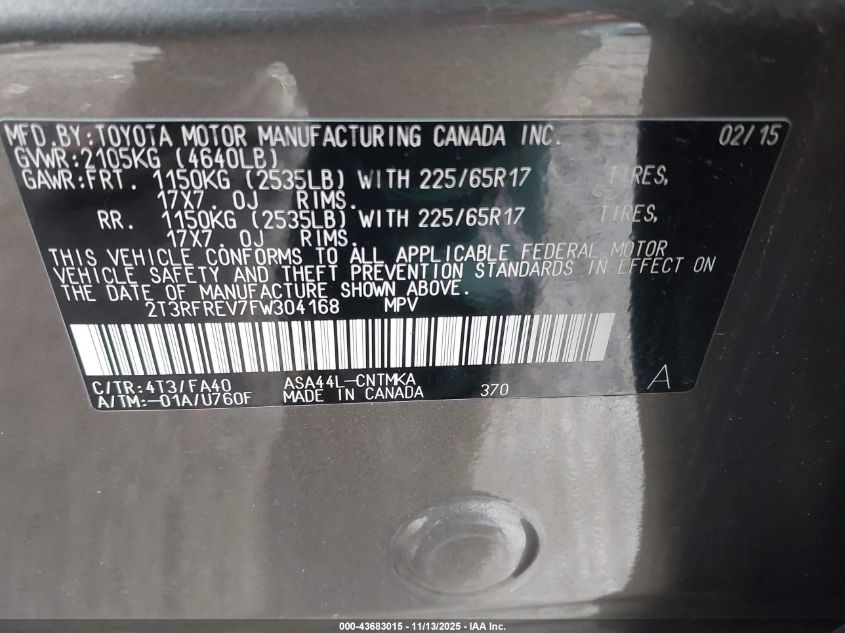 MFD.BY:TOYOTA MOTOR MANUFACTURING CANADA INC. 02/15
GVWR:2105KG (4640LB)
GAWR:FRT. 1150KG (2535LB) WITH 225/65R17 TIRES,
17X7.0J RIMS.
RR. 1150KG (2535LB) WITH 225/65R17 TIRES,
17X7.0J RIMS.
THIS VEHICLE CONFORMS TO ALL APPLICABLE FEDERAL MOTOR
VEHICLE SAFETY AND THEFT PREVENTION STANDARDS IN EFFECT ON
THE DATE OF MANUFACTURE SHOWN ABOVE.
2T3RFREV7FW304168 MPV
C/TR:4T3/FA40 ASA44L-CNTMKA
A/TM:-01A/U760F MADE IN CANADA 370 A
000-43683015 - 11/13/2025 - IAA Inc.